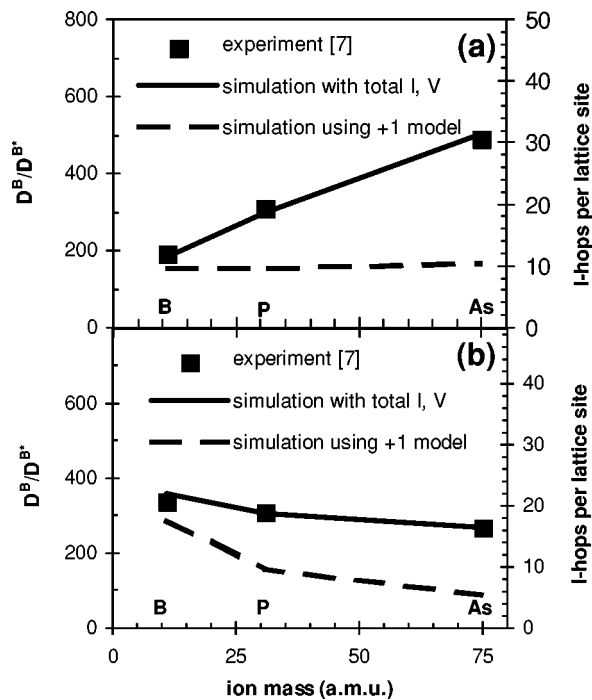 800
600
400
200
0
D^B/D^B*
50
40
30
20
10
0
I-hops per lattice site
(a)
experiment [7]
simulation with total I, V
simulation using +1 model
B
P
As
(b)
experiment [7]
simulation with total I, V
simulation using +1 model
600
400
200
0
D^B/D^B*
40
30
20
10
0
I-hops per lattice site
B
P
As
0
25
50
75
ion mass (a.m.u.)